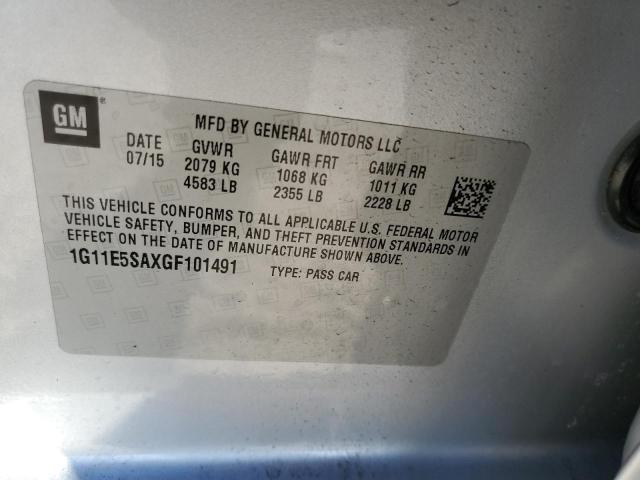 GM®
MFD BY GENERAL MOTORS LLC
DATE GVWR GAWR FRT GAWR RR
07/15 2079 KG 1068 KG 1011 KG
4583 LB 2355 LB 2228 LB
THIS VEHICLE CONFORMS TO ALL APPLICABLE U.S. FEDERAL MOTOR
VEHICLE SAFETY, BUMPER, AND THEFT PREVENTION STANDARDS IN
EFFECT ON THE DATE OF MANUFACTURE SHOWN ABOVE.
1G11E5SAXGF101491 TYPE: PASS CAR